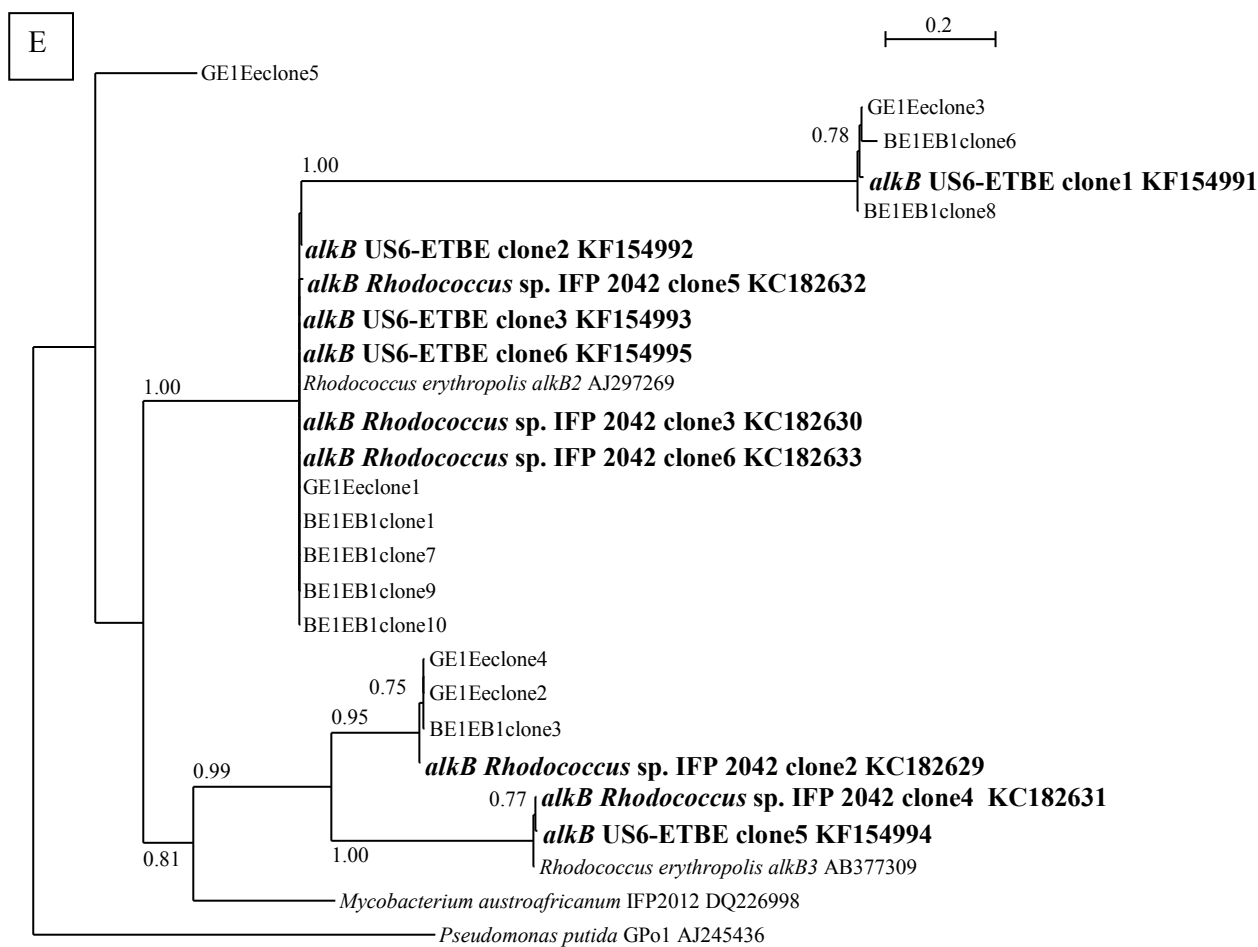 E
0.2
GE1Eeclone5
GE1Eeclone3
0.78
BE1EB1clone6
1.00
alkB US6-ETBE clone1 KF154991
BE1EB1clone8
alkB US6-ETBE clone2 KF154992
alkB Rhodococcus sp. IFP 2042 clone5 KC182632
alkB US6-ETBE clone3 KF154993
alkB US6-ETBE clone6 KF154995
1.00
Rhodococcus erythropolis alkB2 AJ297269
alkB Rhodococcus sp. IFP 2042 clone3 KC182630
alkB Rhodococcus sp. IFP 2042 clone6 KC182633
GE1Eeclone1
BE1EB1clone1
BE1EB1clone7
BE1EB1clone9
BE1EB1clone10
GE1Eeclone4
0.75
GE1Eeclone2
0.95
BE1EB1clone3
0.99
alkB Rhodococcus sp. IFP 2042 clone2 KC182629
0.77
alkB Rhodococcus sp. IFP 2042 clone4 KC182631
alkB US6-ETBE clone5 KF154994
0.81
1.00
Rhodococcus erythropolis alkB3 AB377309
Mycobacterium austroafricanum IFP2012 DQ226998
Pseudomonas putida GPo1 AJ245436